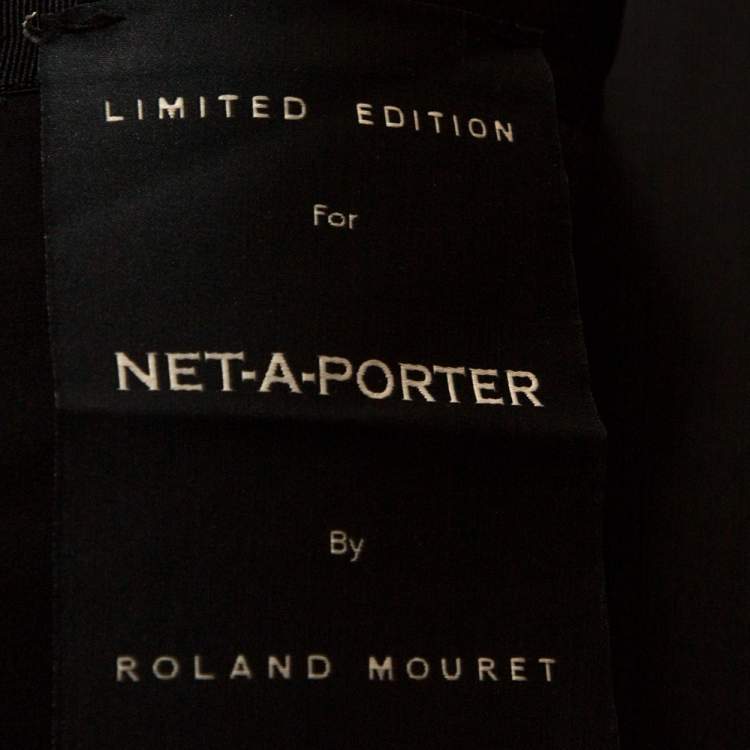 LIMITED EDITION
For
NET-A-PORTER
By
ROLAND MOURET